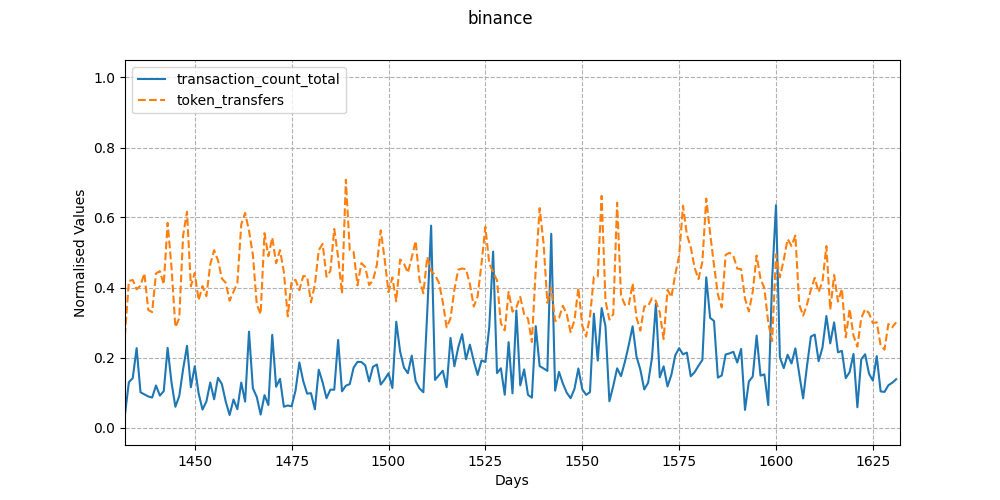 binance
transaction_count_total
token_transfers
Normalised Values
1.0
0.8
0.6
0.4
0.2
0.0
1450 1475 1500 1525 1550 1575 1600 1625
Days